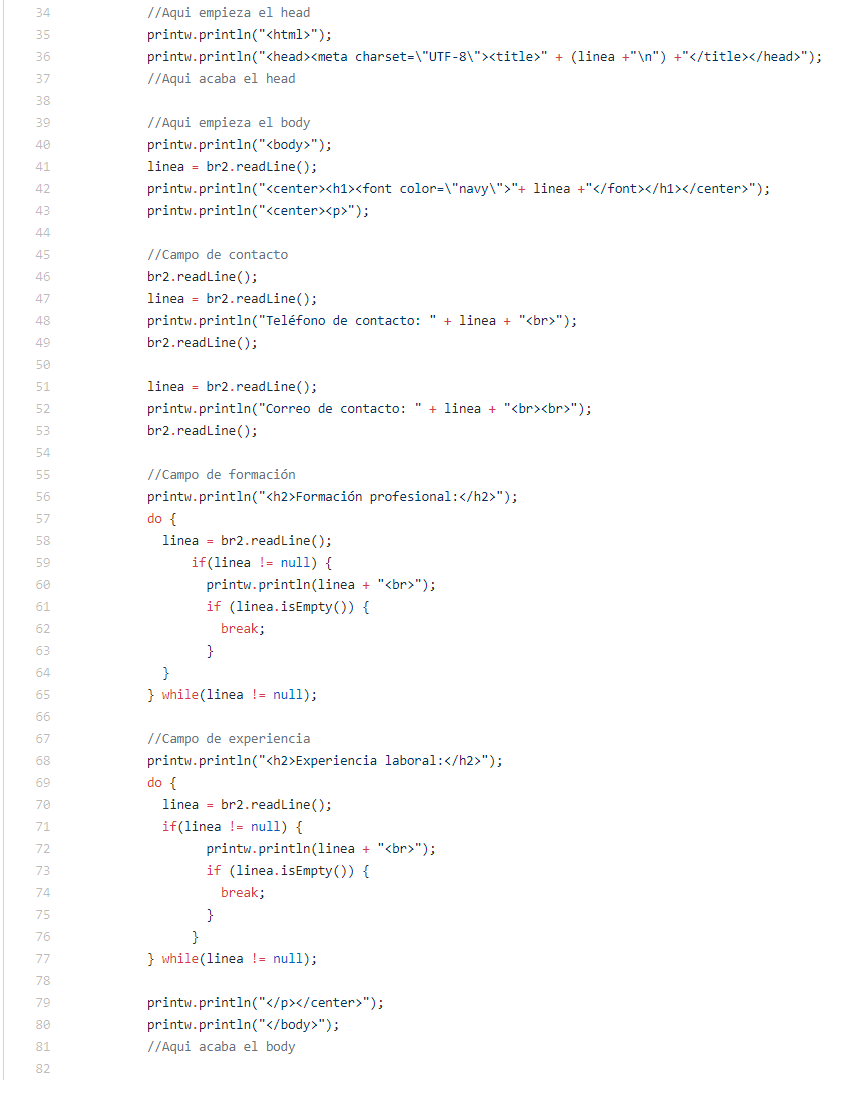 34 //Aqui empieza el head
35 printw.println("<html>");
36 printw.println("<head><meta charset=\"UTF-8\"><title>" + (linea +"\n") +"</title></head>");
37 //Aqui acaba el head
38
39 //Aqui empieza el body
40 printw.println("<body>");
41 linea = br2.readLine();
42 printw.println("<center><h1><font color=\"navy\">"+ linea +"</font></h1></center>");
43 printw.println("<center><p>");
44
45 //Campo de contacto
46 br2.readLine();
47 linea = br2.readLine();
48 printw.println("Teléfono de contacto: " + linea + "<br>");
49 br2.readLine();
50
51 linea = br2.readLine();
52 printw.println("Correo de contacto: " + linea + "<br><br>");
53 br2.readLine();
54
55 //Campo de formación
56 printw.println("<h2>Formación profesional:</h2>");
57 do {
58 linea = br2.readLine();
59 if(linea != null) {
60 printw.println(linea + "<br>");
61 if (linea.isEmpty()) {
62 break;
63 }
64 }
65 } while(linea != null);
66
67 //Campo de experiencia
68 printw.println("<h2>Experiencia laboral:</h2>");
69 do {
70 linea = br2.readLine();
71 if(linea != null) {
72 printw.println(linea + "<br>");
73 if (linea.isEmpty()) {
74 break;
75 }
76 }
77 } while(linea != null);
78
79 printw.println("</p></center>");
80 printw.println("</body>");
81 //Aqui acaba el body
82